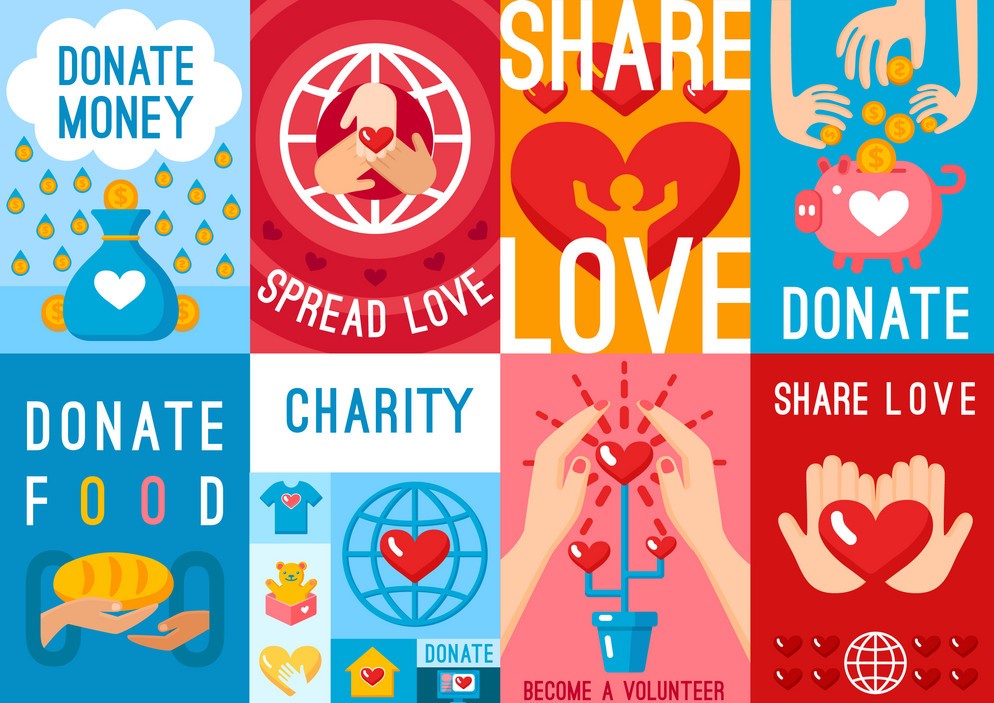 DONATE
MONEY
SPREAD LOVE
SHARE
LOVE
DONATE
DONATE
FOOD
CHARITY
DONATE
BECOME A VOLUNTEER
SHARE LOVE